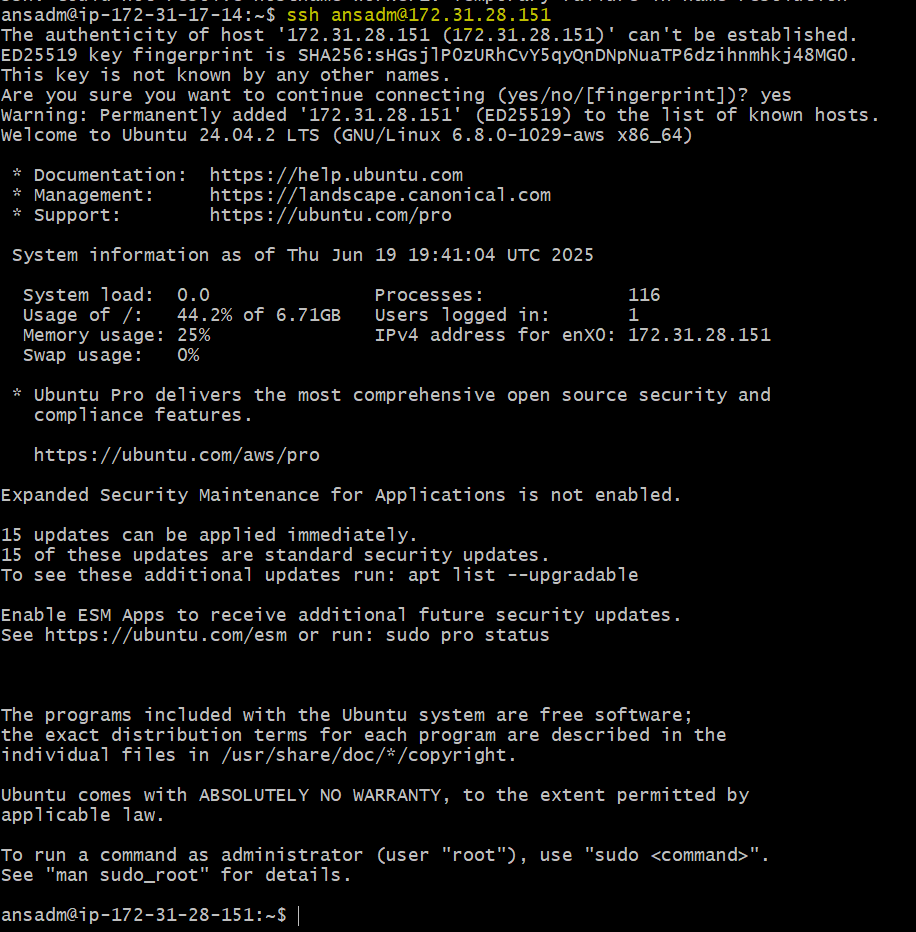 ansadm@ip-172-31-17-14:~$ ssh ansadm@172.31.28.151
The authenticity of host '172.31.28.151 (172.31.28.151)' can't be established.
ED25519 key fingerprint is SHA256:sHGsjlP0zURhCvY5qyQnDNpNuaTP6dzihnmhkj48MG0.
This key is not known by any other names.
Are you sure you want to continue connecting (yes/no/[fingerprint])? yes
Warning: Permanently added '172.31.28.151' (ED25519) to the list of known hosts.
Welcome to Ubuntu 24.04.2 LTS (GNU/Linux 6.8.0-1029-aws x86_64)
* Documentation:  https://help.ubuntu.com
* Management:     https://landscape.canonical.com
* Support:        https://ubuntu.com/pro
System information as of Thu Jun 19 19:41:04 UTC 2025
System load:  0.0                Processes:             116
Usage of /:   44.2% of 6.71GB   Users logged in:       1
Memory usage: 25%               IPv4 address for enX0: 172.31.28.151
Swap usage:   0%
* Ubuntu Pro delivers the most comprehensive open source security and
compliance features.
https://ubuntu.com/aws/pro
Expanded Security Maintenance for Applications is not enabled.
15 updates can be applied immediately.
15 of these updates are standard security updates.
To see these additional updates run: apt list --upgradable
Enable ESM Apps to receive additional future security updates.
See https://ubuntu.com/esm or run: sudo pro status
The programs included with the Ubuntu system are free software;
the exact distribution terms for each program are described in the
individual files in /usr/share/doc/*/copyright.
Ubuntu comes with ABSOLUTELY NO WARRANTY, to the extent permitted by
applicable law.
To run a command as administrator (user "root"), use "sudo <command>".
See "man sudo_root" for details.
ansadm@ip-172-31-28-151:~$